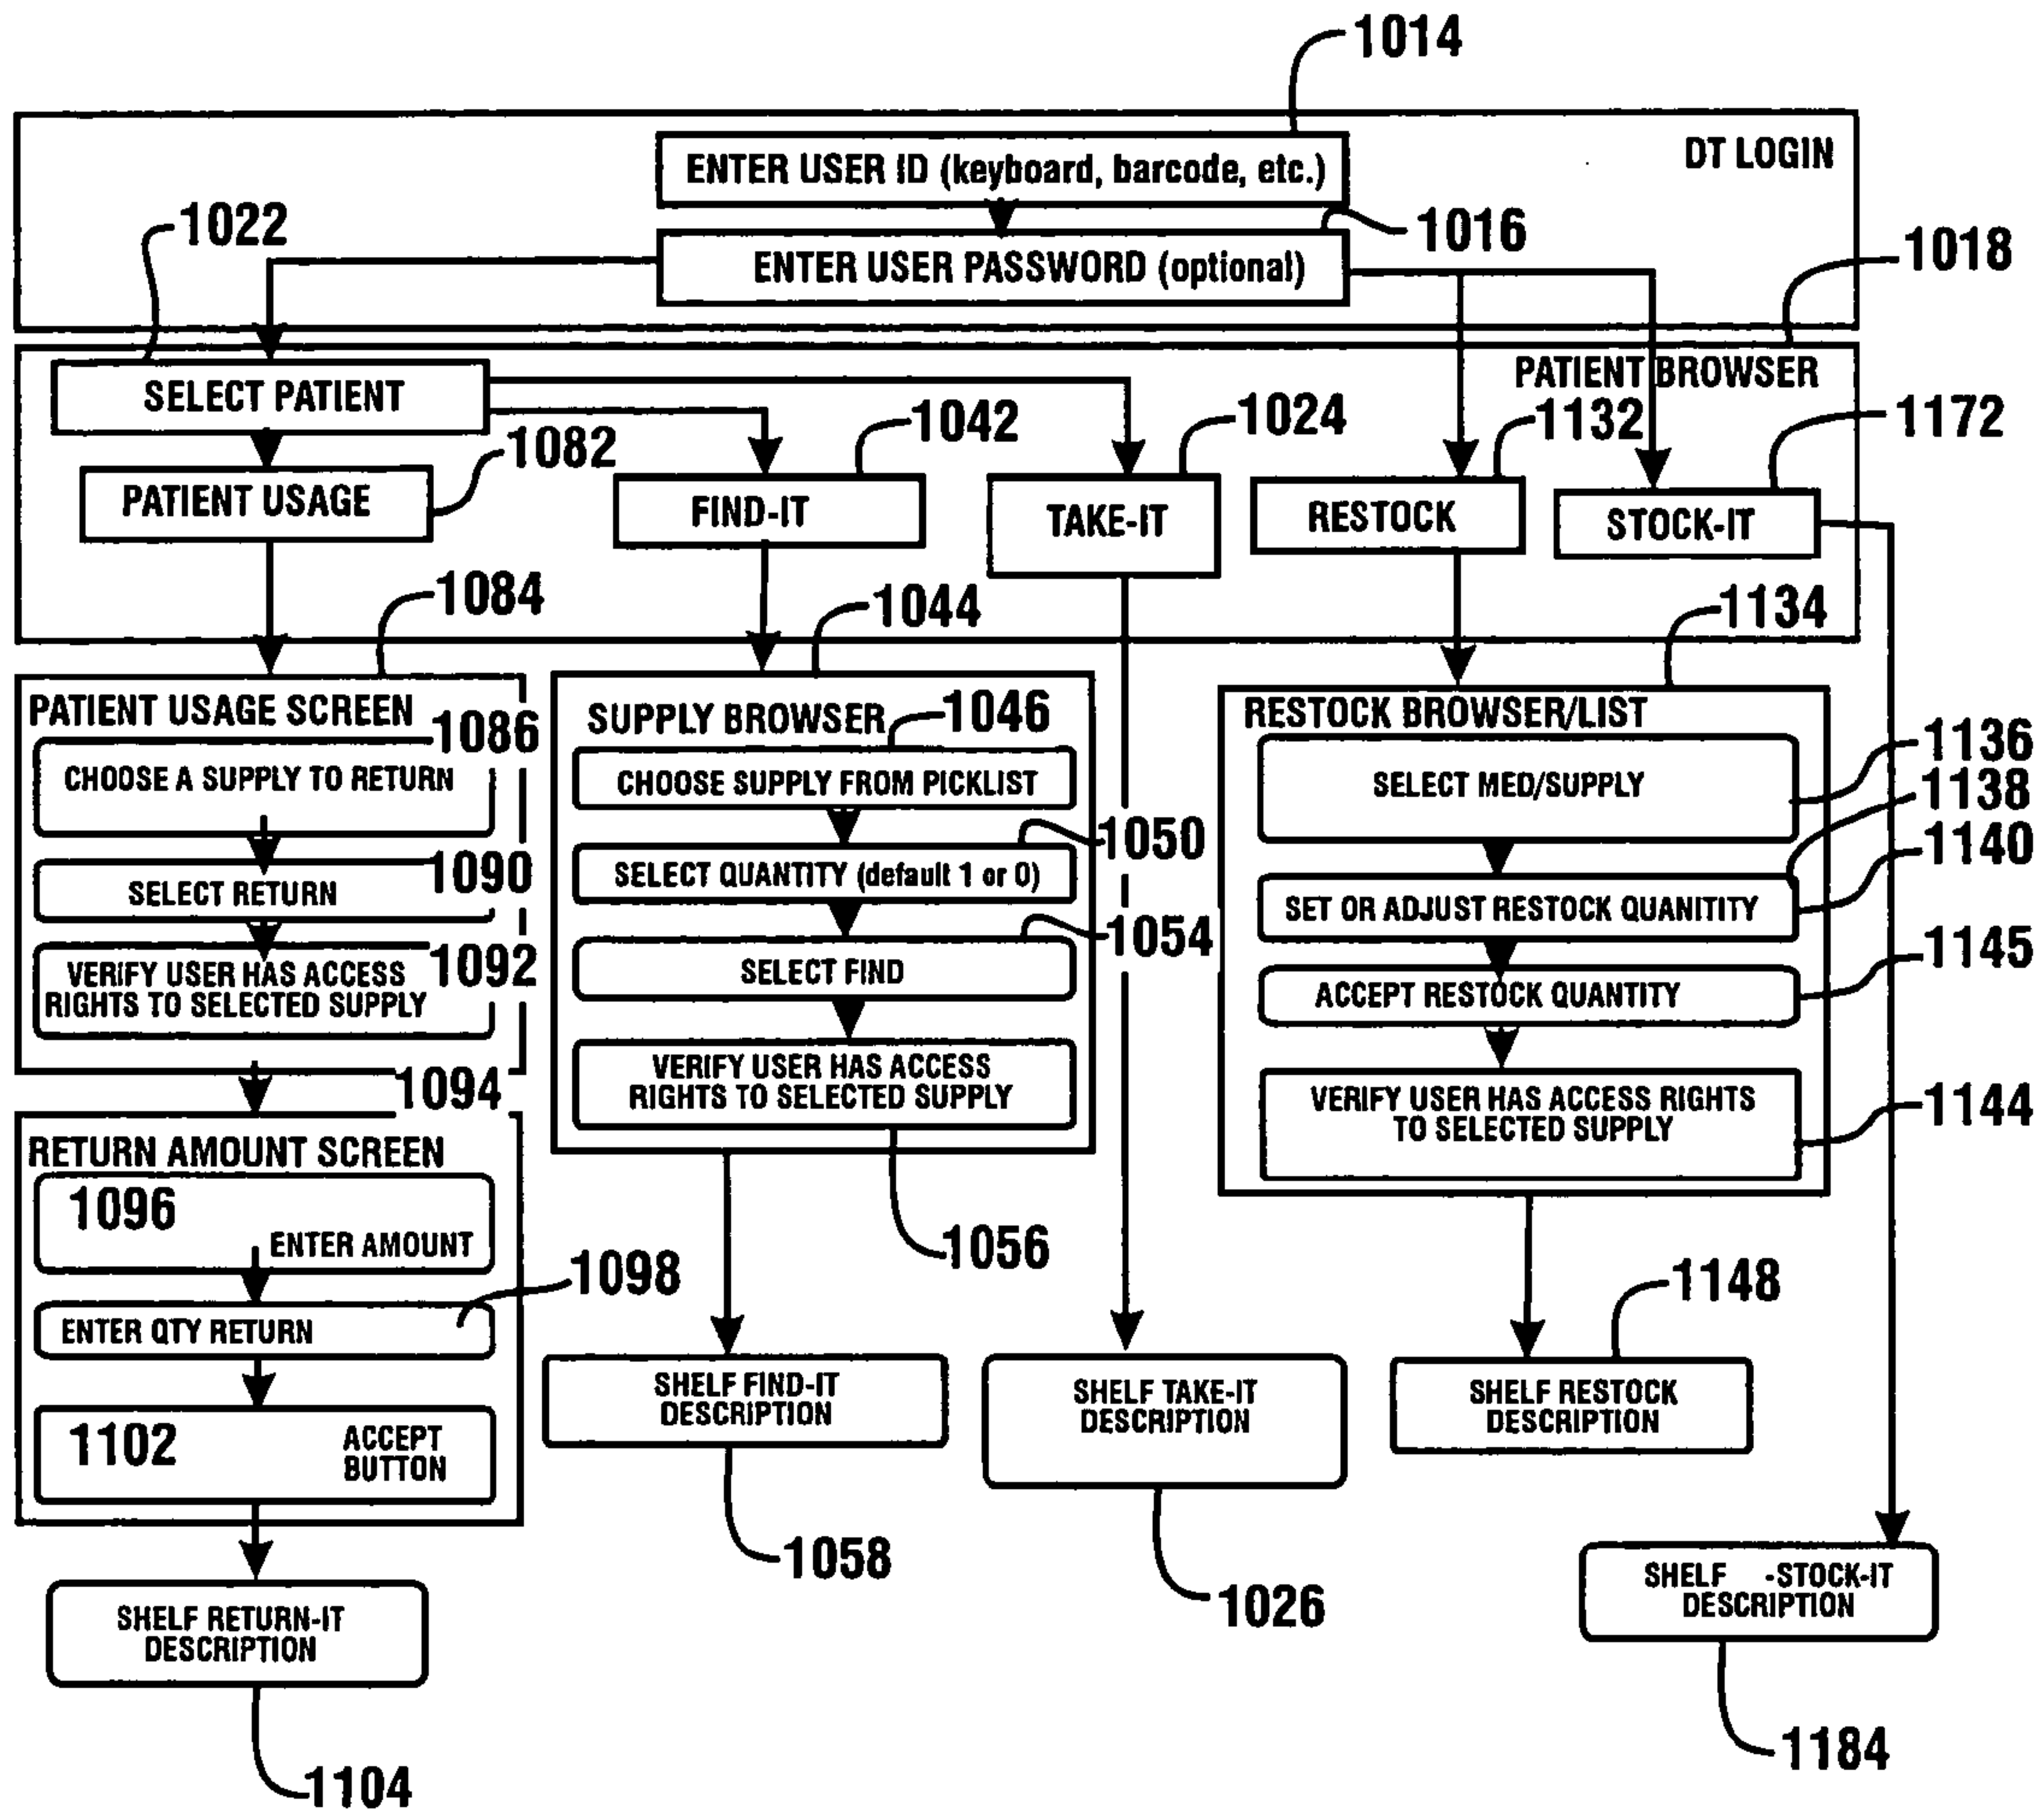 1014
DT LOGIN
ENTER USER ID (keyboard, barcode, etc.)
1022
1016
ENTER USER PASSWORD (optional)
1018
PATIENT BROWSER
SELECT PATIENT
1082
1042
1024
1132
1172
PATIENT USAGE
FIND-IT
TAKE-IT
RESTOCK
STOCK-IT
1084
1044
1134
PATIENT USAGE SCREEN
1086
CHOOSE A SUPPLY TO RETURN
1090
SELECT RETURN
1092
VERIFY USER HAS ACCESS
RIGHTS TO SELECTED SUPPLY
1094
RETURN AMOUNT SCREEN
1096
ENTER AMOUNT
1098
ENTER QTY RETURN
1102
ACCEPT
BUTTON
SHELF RETURN-IT
DESCRIPTION
1104
SUPPLY BROWSER
1046
CHOOSE SUPPLY FROM PICKLIST
1050
SELECT QUANTITY (default 1 or 0)
1054
SELECT FIND
VERIFY USER HAS ACCESS
RIGHTS TO SELECTED SUPPLY
1056
SHELF FIND-IT
DESCRIPTION
1058
SHELF TAKE-IT
DESCRIPTION
1026
RESTOCK BROWSER/LIST
1136
SELECT MED/SUPPLY
1138
1140
SET OR ADJUST RESTOCK QUANITITY
1145
ACCEPT RESTOCK QUANTITY
VERIFY USER HAS ACCESS RIGHTS
TO SELECTED SUPPLY
1144
1148
SHELF RESTOCK
DESCRIPTION
SHELF -STOCK-IT
DESCRIPTION
1184